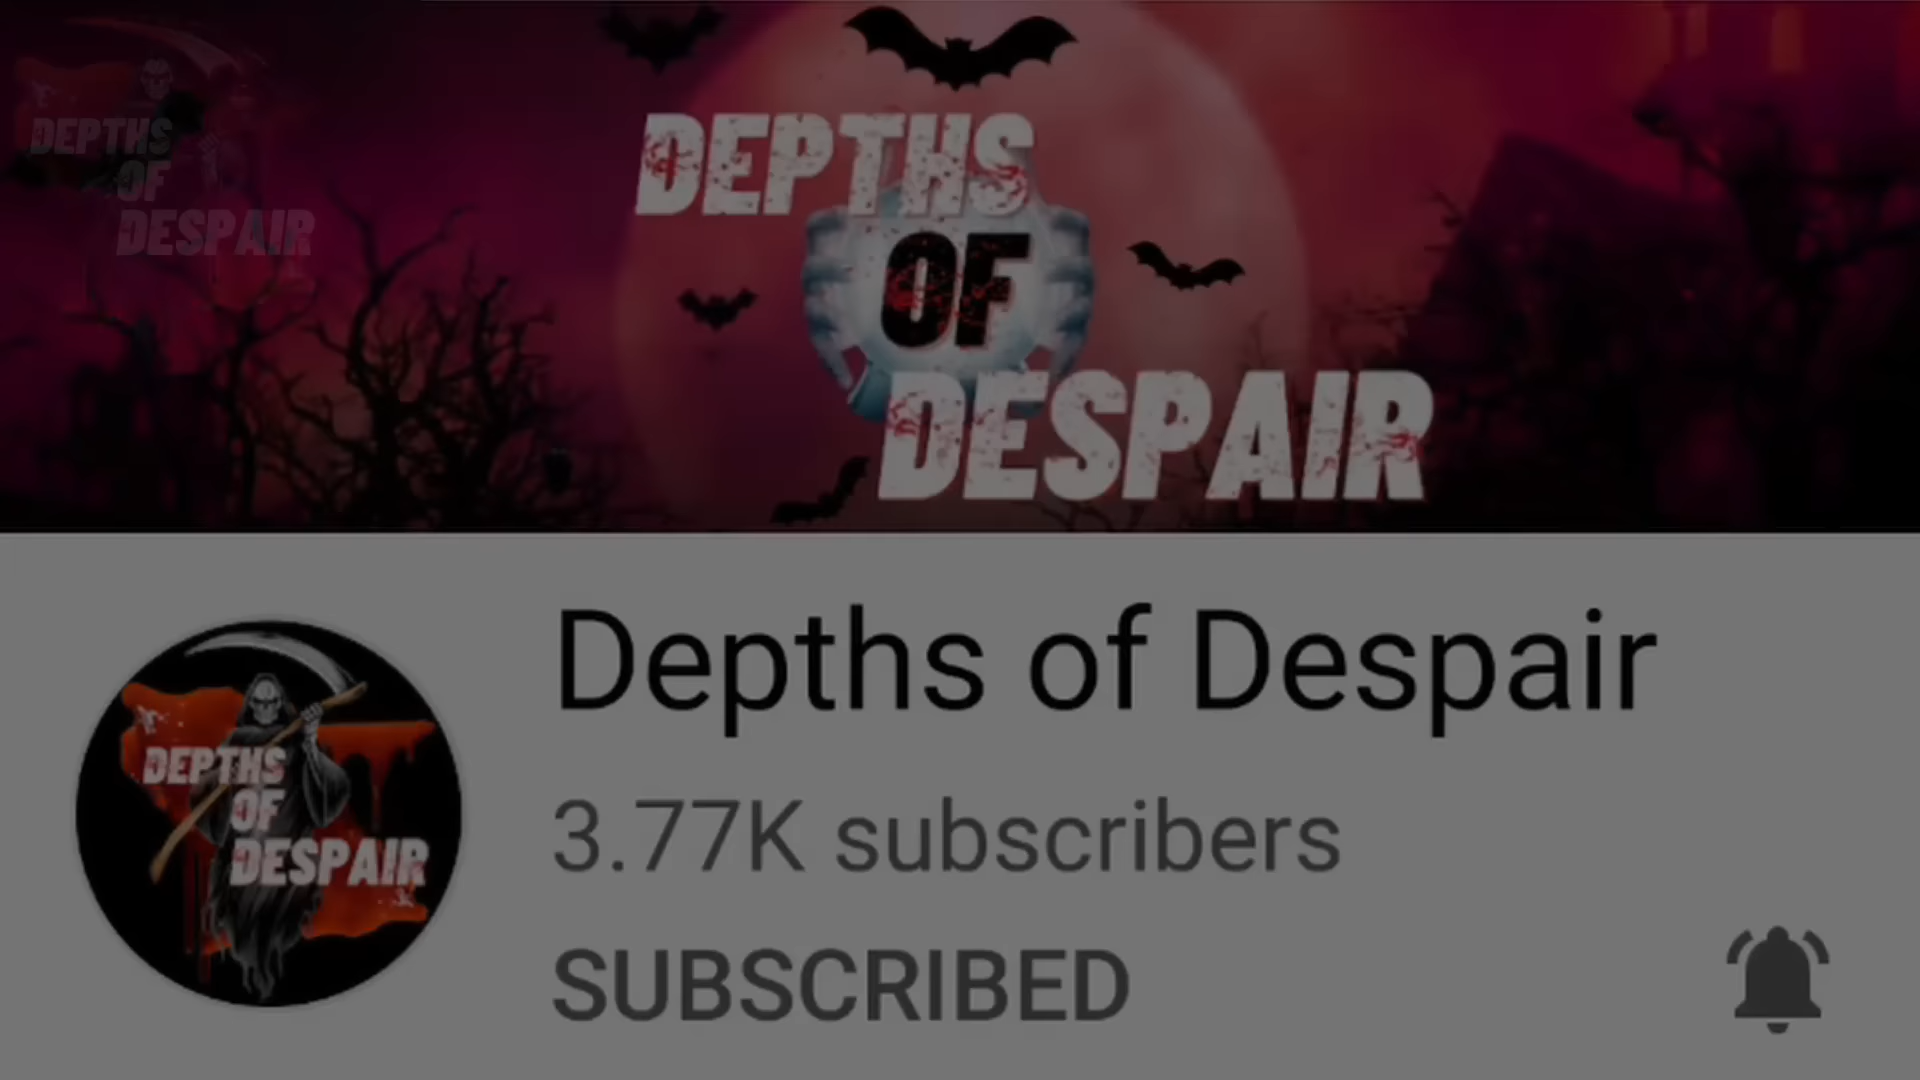 DEPTHS
OF
DESPAIR
DEPTHS
OF
DESPAIR
Depths of Despair
3.77K subscribers
SUBSCRIBED
DEPTHS
OF
DESPAIR